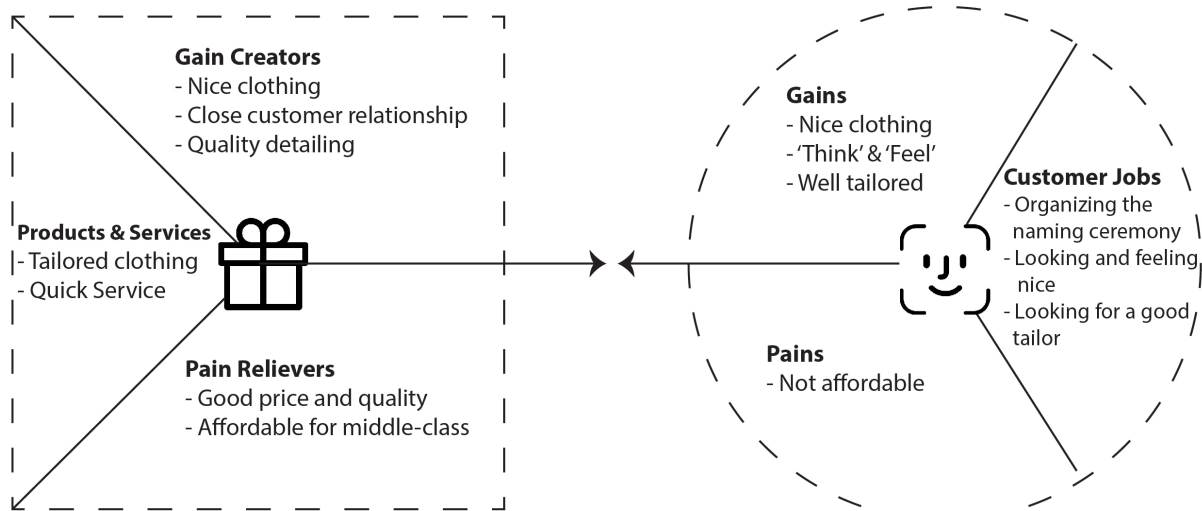 Gain Creators
- Nice clothing
- Close customer relationship
- Quality detailing
Products & Services
- Tailored clothing
- Quick Service
Pain Relievers
- Good price and quality
- Affordable for middle-class
Gains
- Nice clothing
- ‘Think’ & ‘Feel’
- Well tailored
Customer Jobs
- Organizing the
naming ceremony
- Looking and feeling
nice
- Looking for a good
tailor
Pains
- Not affordable